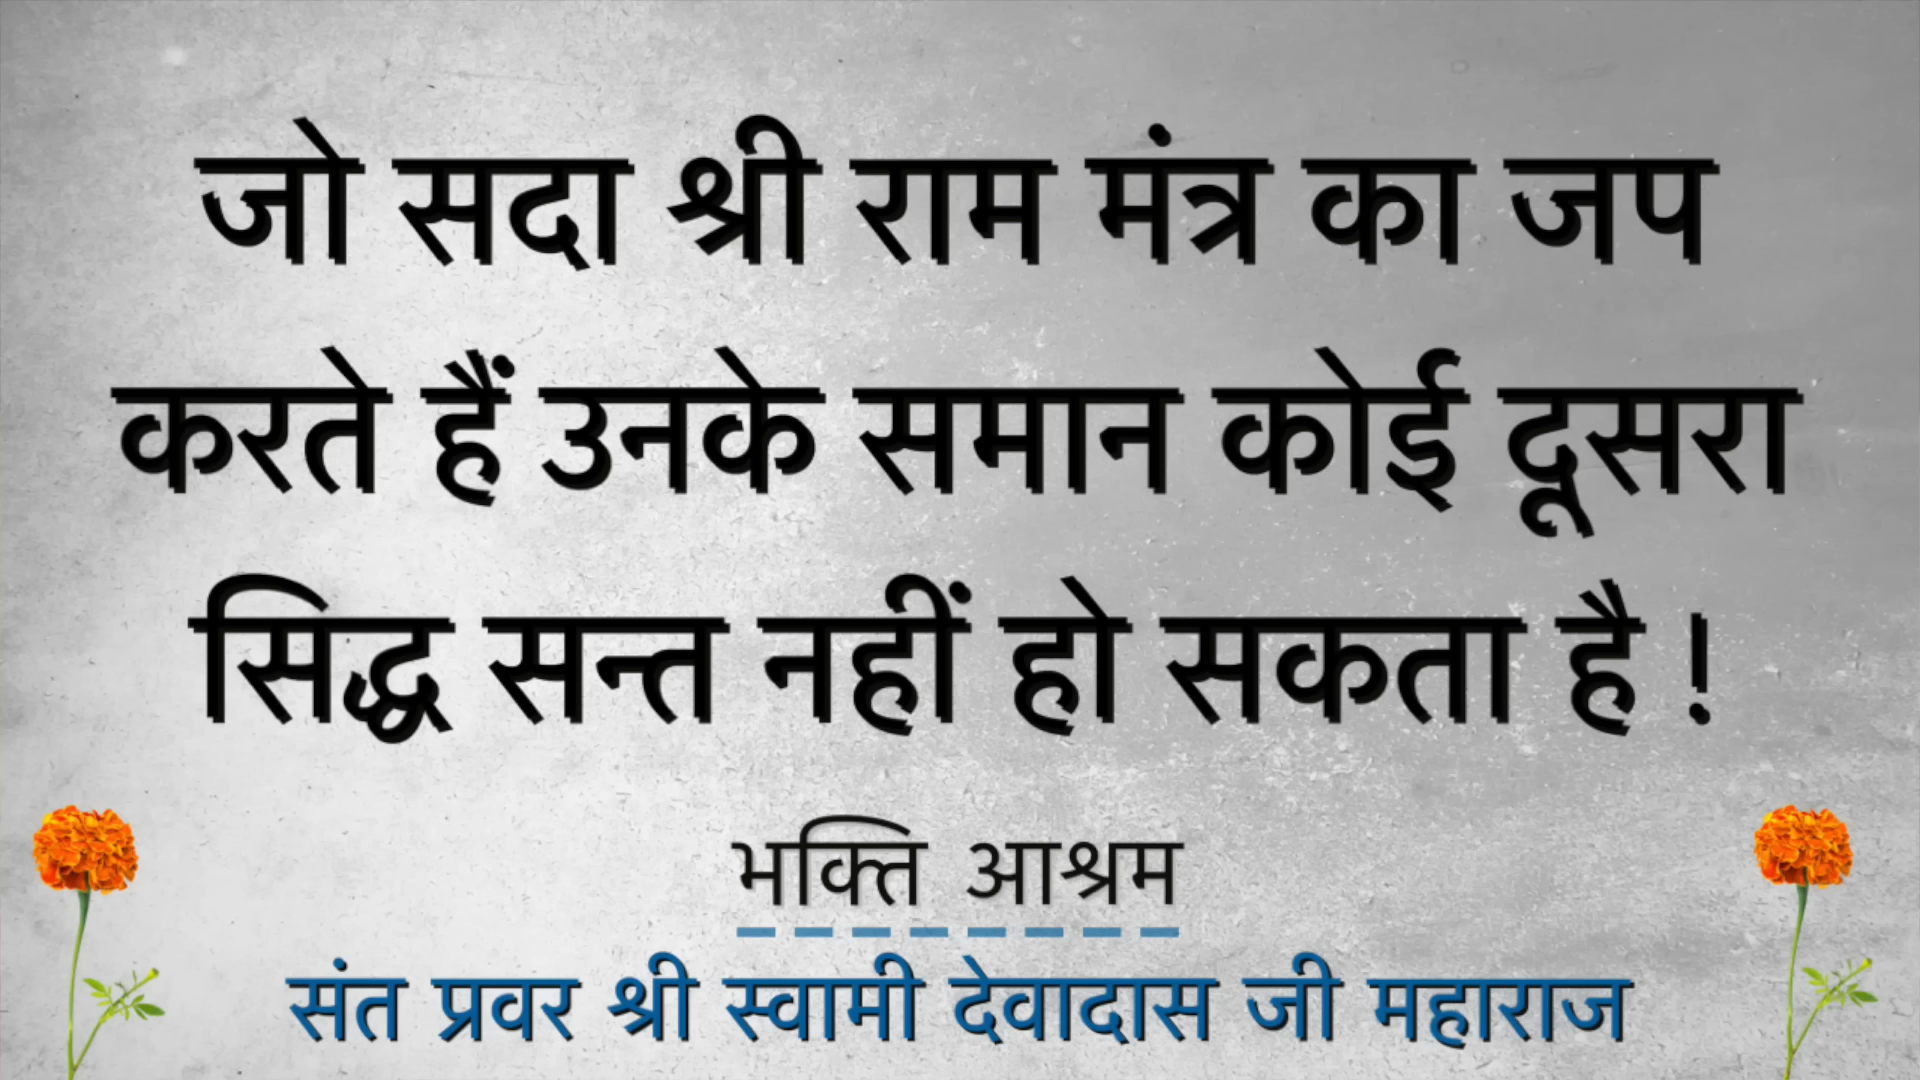 जो सदा श्री राम मंत्र का जप
करते हैं उनके समान कोई दूसरा
सिद्ध सन्त नहीं हो सकता है !
भक्ति आश्रम
संत प्रवर श्री स्वामी देवादास जी महाराज